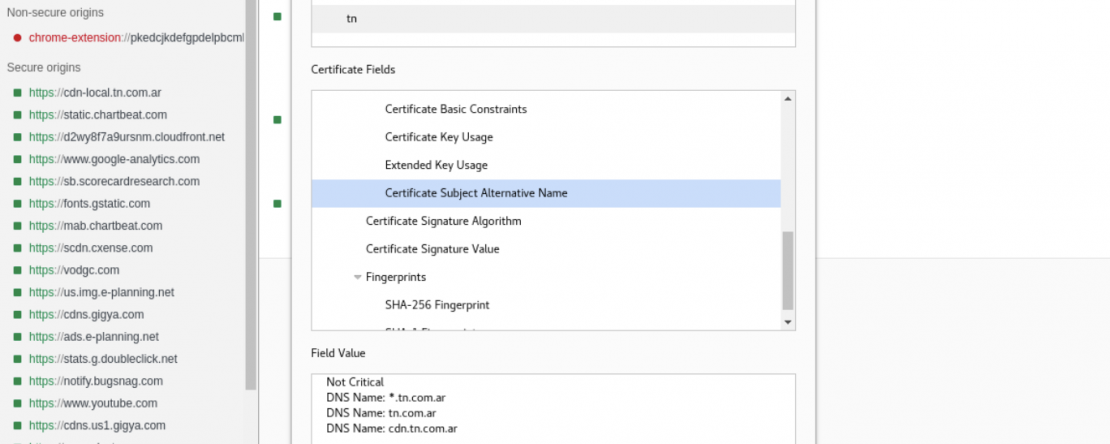 Non-secure origins
chrome-extension://pkedcjkdefgpdelpbcml
Secure origins
https://cdn-local.tn.com.ar
https://static.chartbeat.com
https://d2wy8f7a9ursnm.cloudfront.net
https://www.google-analytics.com
https://sb.scorecardresearch.com
https://fonts.gstatic.com
https://mab.chartbeat.com
https://scdn.cxense.com
https://vodgc.com
https://us.img.e-planning.net
https://cdns.gigya.com
https://ads.e-planning.net
https://stats.g.doubleclick.net
https://notify.bugsnag.com
https://www.youtube.com
https://cdns.us1.gigya.com
tn
Certificate Fields
Certificate Basic Constraints
Certificate Key Usage
Extended Key Usage
Certificate Subject Alternative Name
Certificate Signature Algorithm
Certificate Signature Value
Fingerprints
SHA-256 Fingerprint
Field Value
Not Critical
DNS Name: *.tn.com.ar
DNS Name: tn.com.ar
DNS Name: cdn.tn.com.ar